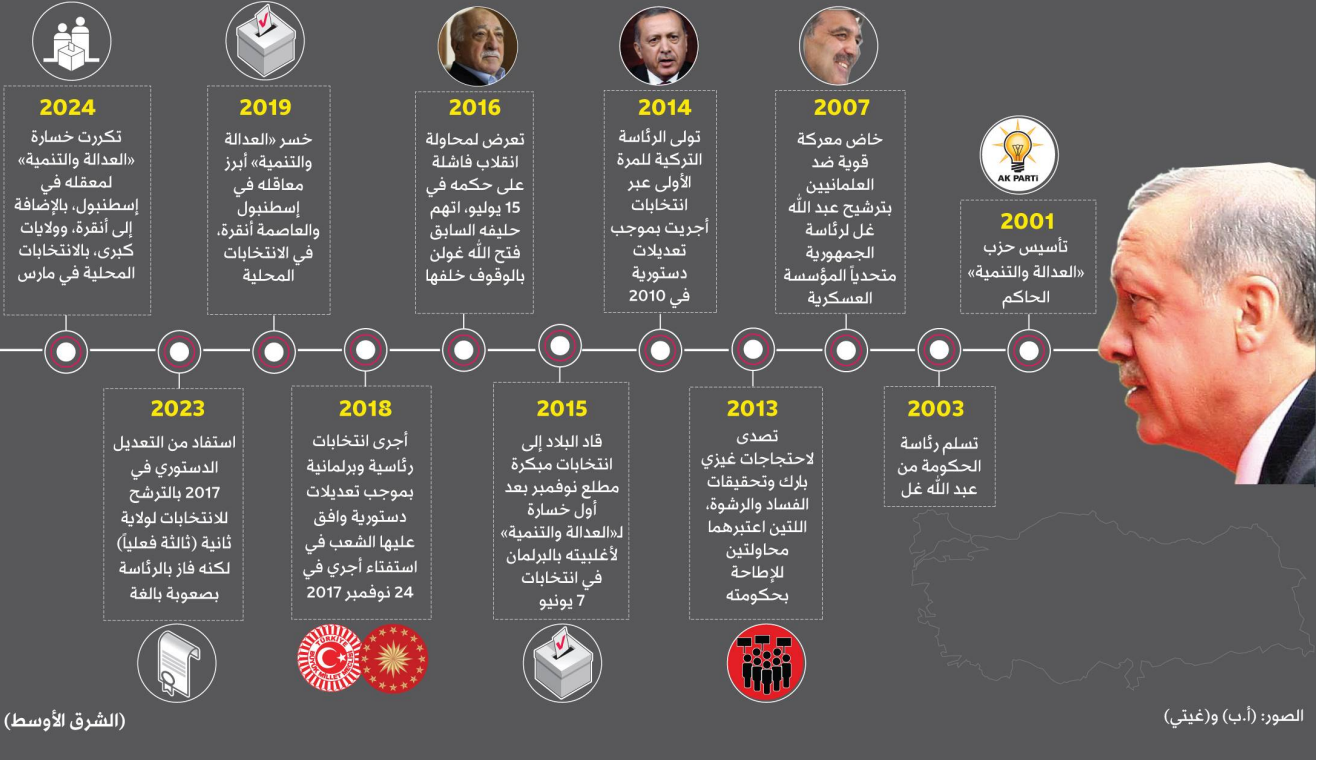 AK PARTi
2001
تأسيس حزب
«العدالة والتنمية»
الحاكم
2003
تسلم رئاسة
الحكومة من
عبد الله غل
2007
خاض معركة
قوية ضد
العلمانيين
بترشيح عبد الله
غل لرئاسة
الجمهورية
متحدياً المؤسسة
العسكرية
2013
تصدى
لاحتجاجات غيزي
بارك وتحقيقات
الفساد والرشوة،
اللتين اعتبرهما
محاولتين
للإطاحة
بحكومته
2014
تولى الرئاسة
التركية للمرة
الأولى عبر
انتخابات
أجريت بموجب
تعديلات
دستورية
في 2010
2015
قاد البلاد إلى
انتخابات مبكرة
مطلع نوفمبر بعد
أول خسارة
لـ«العدالة والتنمية»
لأغلبيته بالبرلمان
في انتخابات
7 يونيو
2016
تعرض لمحاولة
انقلاب فاشلة
على حكمه في
15 يوليو، اتهم
حليفه السابق
فتح الله غولن
بالوقوف خلفها
2018
أجرى انتخابات
رئاسية وبرلمانية
بموجب تعديلات
دستورية وافق
عليها الشعب في
استفتاء أجري في
24 نوفمبر 2017
2019
خسر «العدالة
والتنمية» أبرز
معاقله في
إسطنبول
والعاصمة أنقرة،
في الانتخابات
المحلية
2023
استفاد من التعديل
الدستوري في
2017 بالترشح
للانتخابات لولاية
ثانية (ثالثة فعلياً)
لكنه فاز بالرئاسة
بصعوبة بالغة
2024
تكررت خسارة
«العدالة والتنمية»
لمعقله في
إسطنبول، بالإضافة
إلى أنقرة، وولايات
كبرى، بالانتخابات
المحلية في مارس
الصور: (أ.ب) و(غيتي)
(الشرق الأوسط)